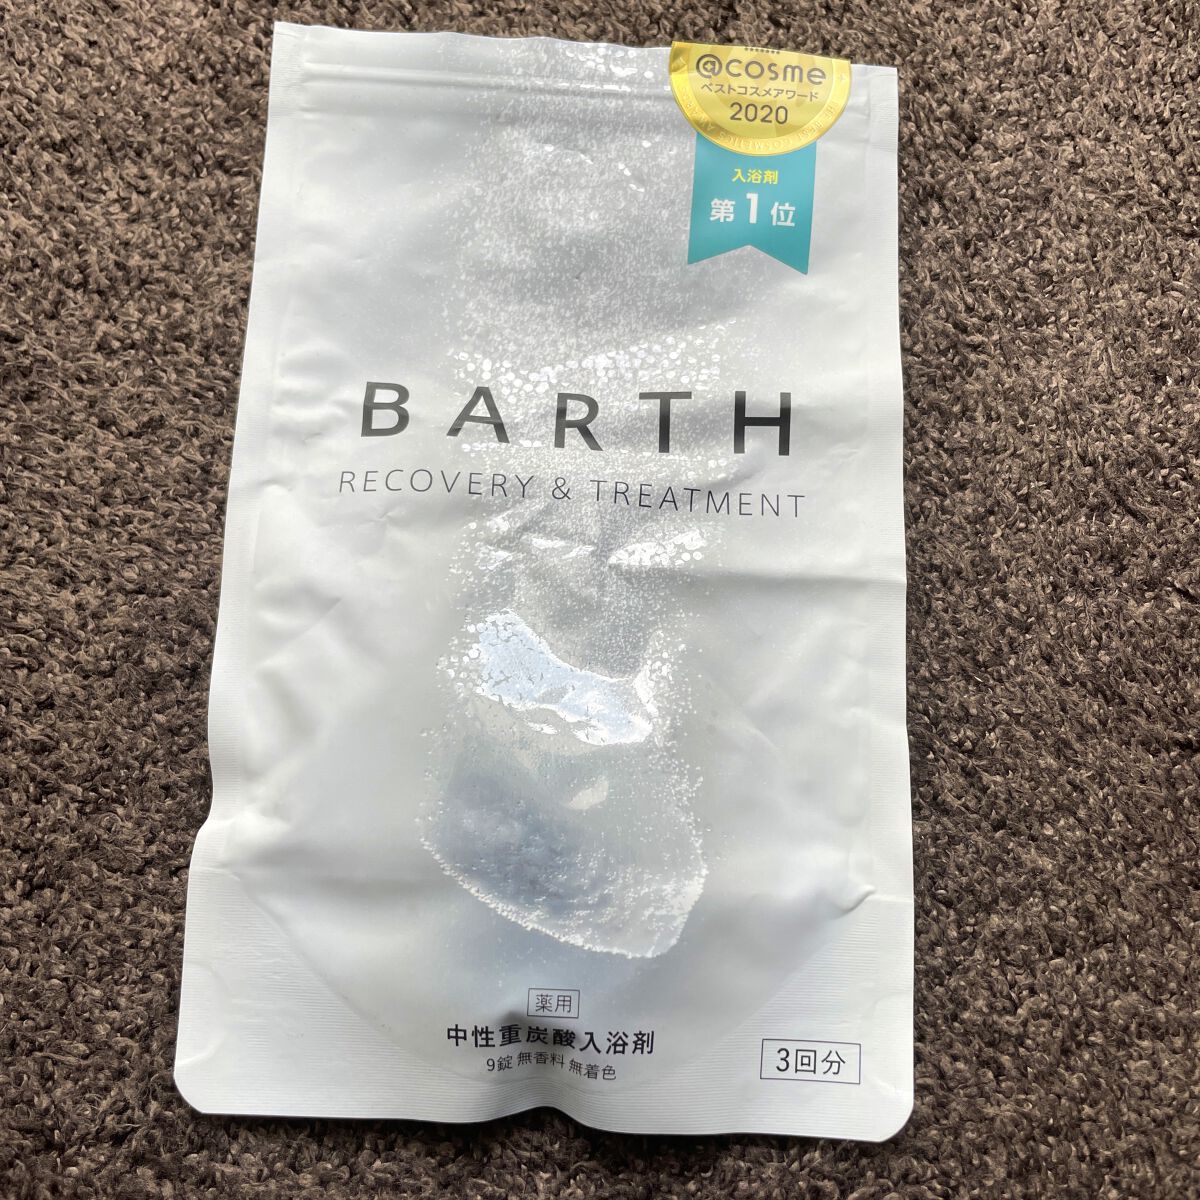 @cosme
ベストコスメアワード
2020
入浴剤
第1位
BARTH
RECOVERY & TREATMENT
薬用
中性重炭酸入浴剤
9錠 無香料 無着色
3回分